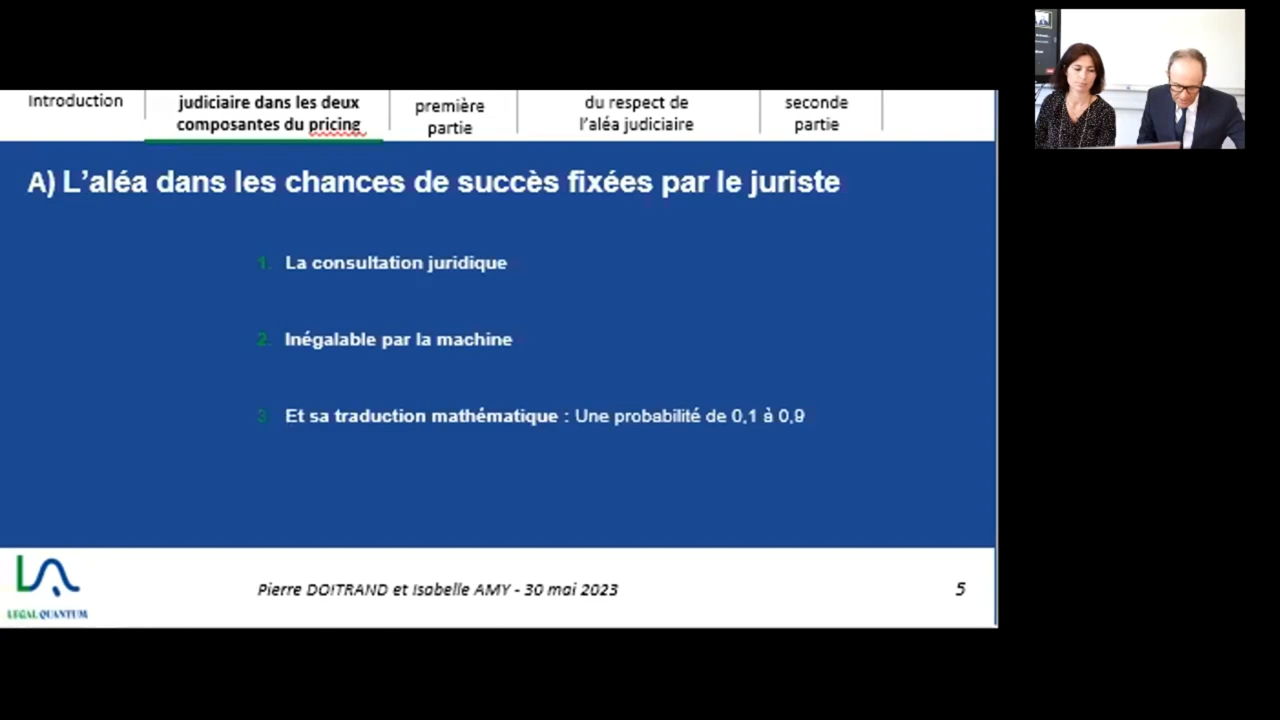 Introduction
judiciaire dans les deux
composantes du pricing
première
partie
du respect de
l'aléa judiciaire
seconde
partie
A) L'aléa dans les chances de succès fixées par le juriste
1. La consultation juridique
2. Inégalable par la machine
3. Et sa traduction mathématique : Une probabilité de 0,1 à 0,9
LEGAL QUANTUM
Pierre DOITRAND et Isabelle AMY - 30 mai 2023
5